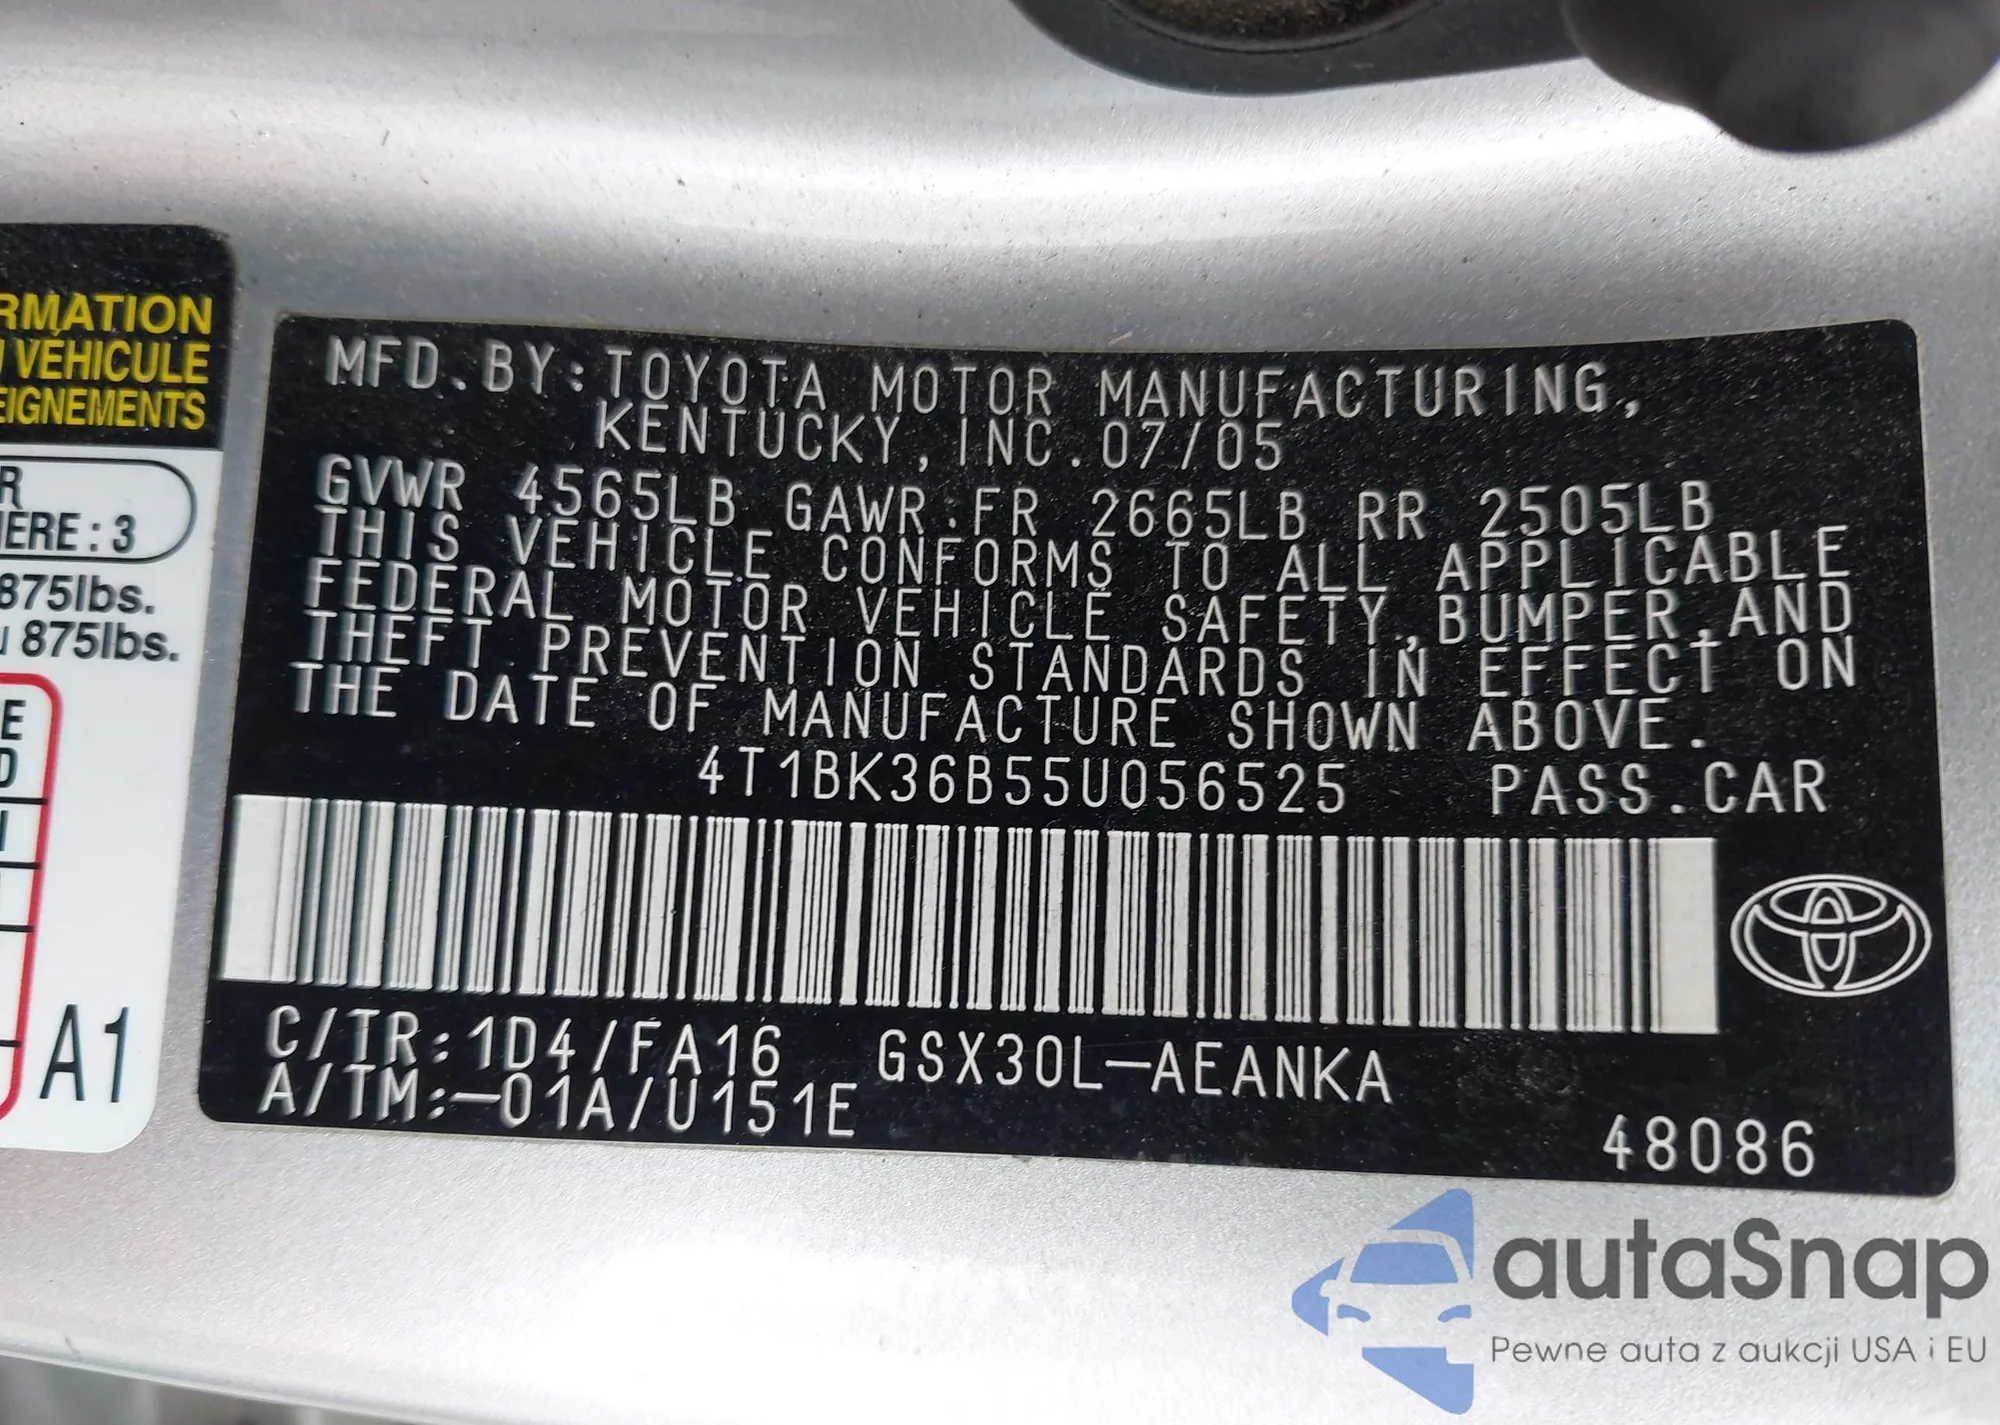 RMATION
VÉHICULE
EIGNEMENTS
R
IERE : 3
875lbs.
u 875lbs.
E
D
A1
MFD.BY:TOYOTA MOTOR MANUFACTURING,
KENTUCKY,INC.07/05
GVWR 4565LB GAWR.FR 2665LB RR 2505LB
THIS VEHICLE CONFORMS TO ALL APPLICABLE
FEDERAL MOTOR VEHICLE SAFETY,BUMPER,AND
THEFT PREVENTION STANDARDS IN EFFECT ON
THE DATE OF MANUFACTURE SHOWN ABOVE.
4T1BK36B55U056525 PASS.CAR
C/TR:1D4/FA16 GSX30L-AEANKA
A/TM:-01A/U151E
48086
autaSnap
Pewne auta z aukcji USA i EU